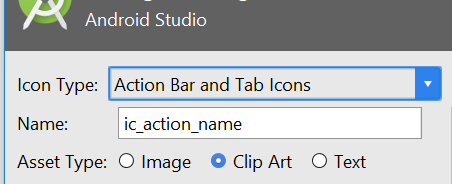 Android Studio
Icon Type: Action Bar and Tab Icons
Name: ic_action_name
Asset Type: Image Clip Art Text